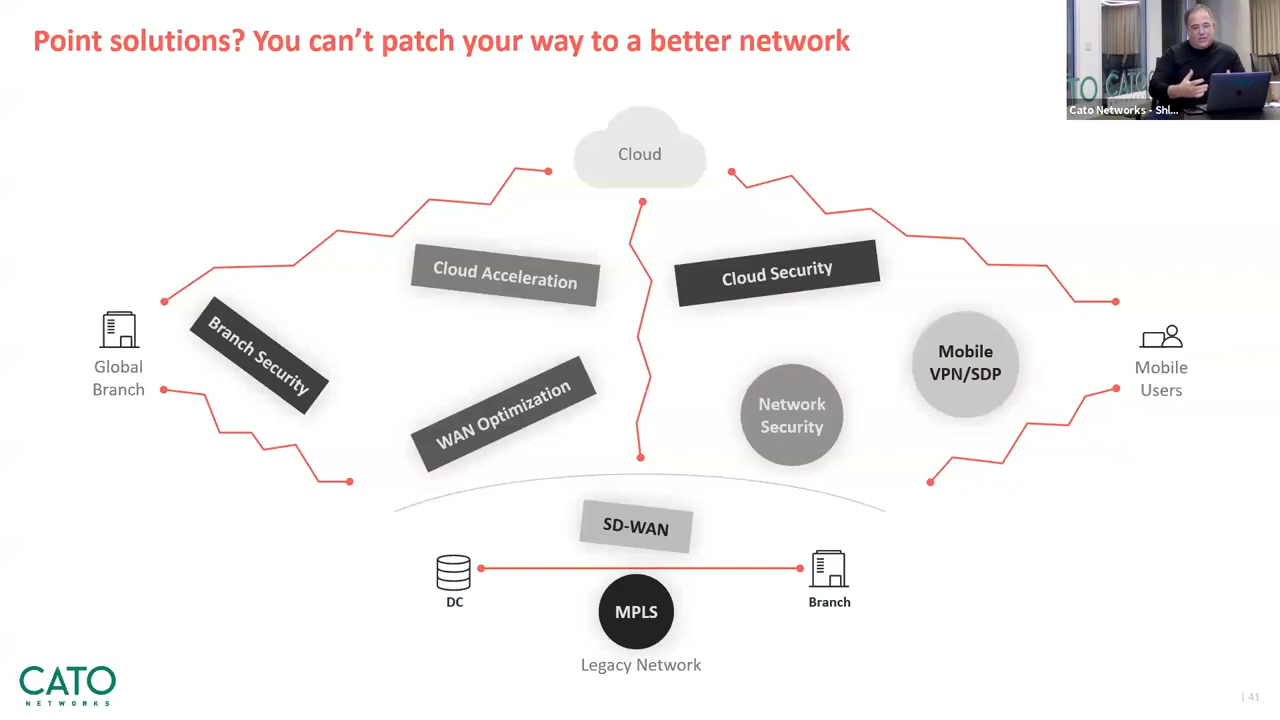 Point solutions? You can't patch your way to a better network
CATO
Cato Networks - Shl...
Cloud
Cloud Acceleration
Cloud Security
Branch Security
Global
Branch
Mobile
VPN/SDP
Mobile
Users
WAN Optimization
Network
Security
SD-WAN
DC
MPLS
Branch
Legacy Network
CATO
NETWORKS
| 41